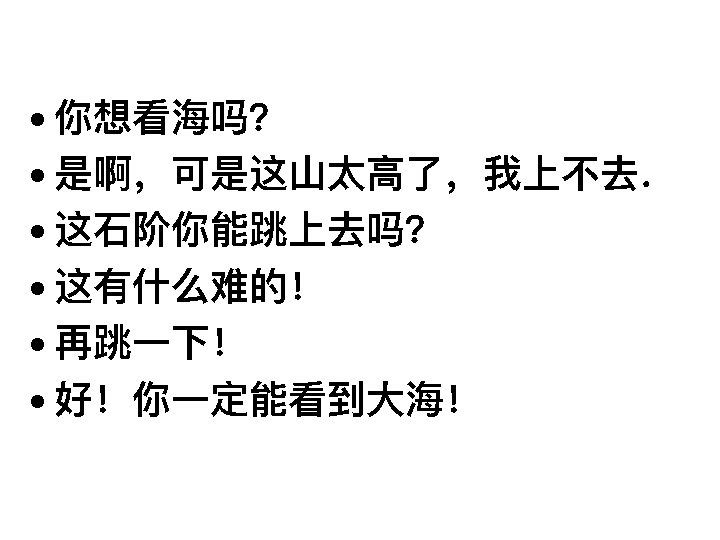 • 你想看海吗？
• 是啊，可是这山太高了，我上不去.
• 这石阶你能跳上去吗？
• 这有什么难的！
• 再跳一下！
• 好！你一定能看到大海！